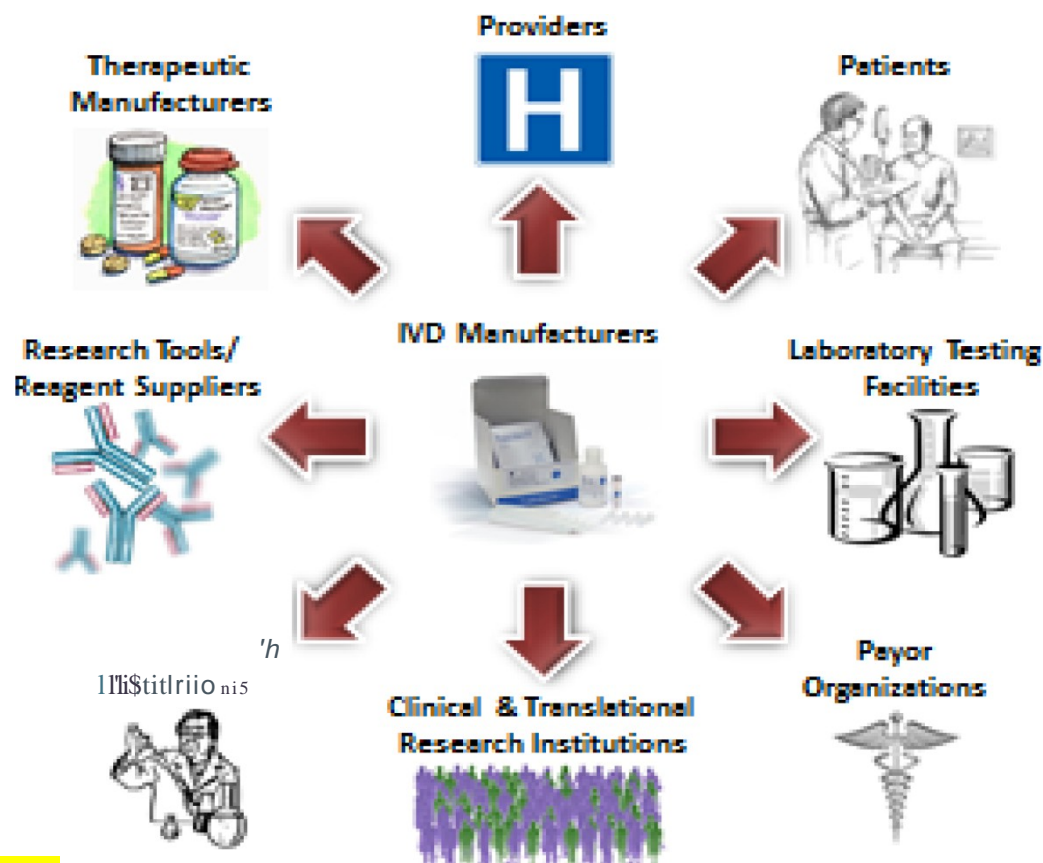 Providers
Therapeutic
Manufacturers
Patients
H
IVD Manufacturers
Research Tools/
Reagent Suppliers
Laboratory Testing
Facilities
'h
Payor
Organizations
Clinical & Translational
Research Institutions